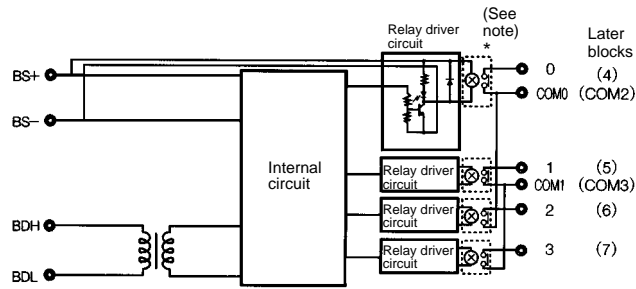 (See
note)
*
Relay driver
circuit
Later
blocks
BS+
0 (4)
COM0 (COM2)
BS−
Internal
circuit
Relay driver
circuit
1 (5)
COM1 (COM3)
Relay driver
circuit
2 (6)
BDH
Relay driver
circuit
3 (7)
BDL